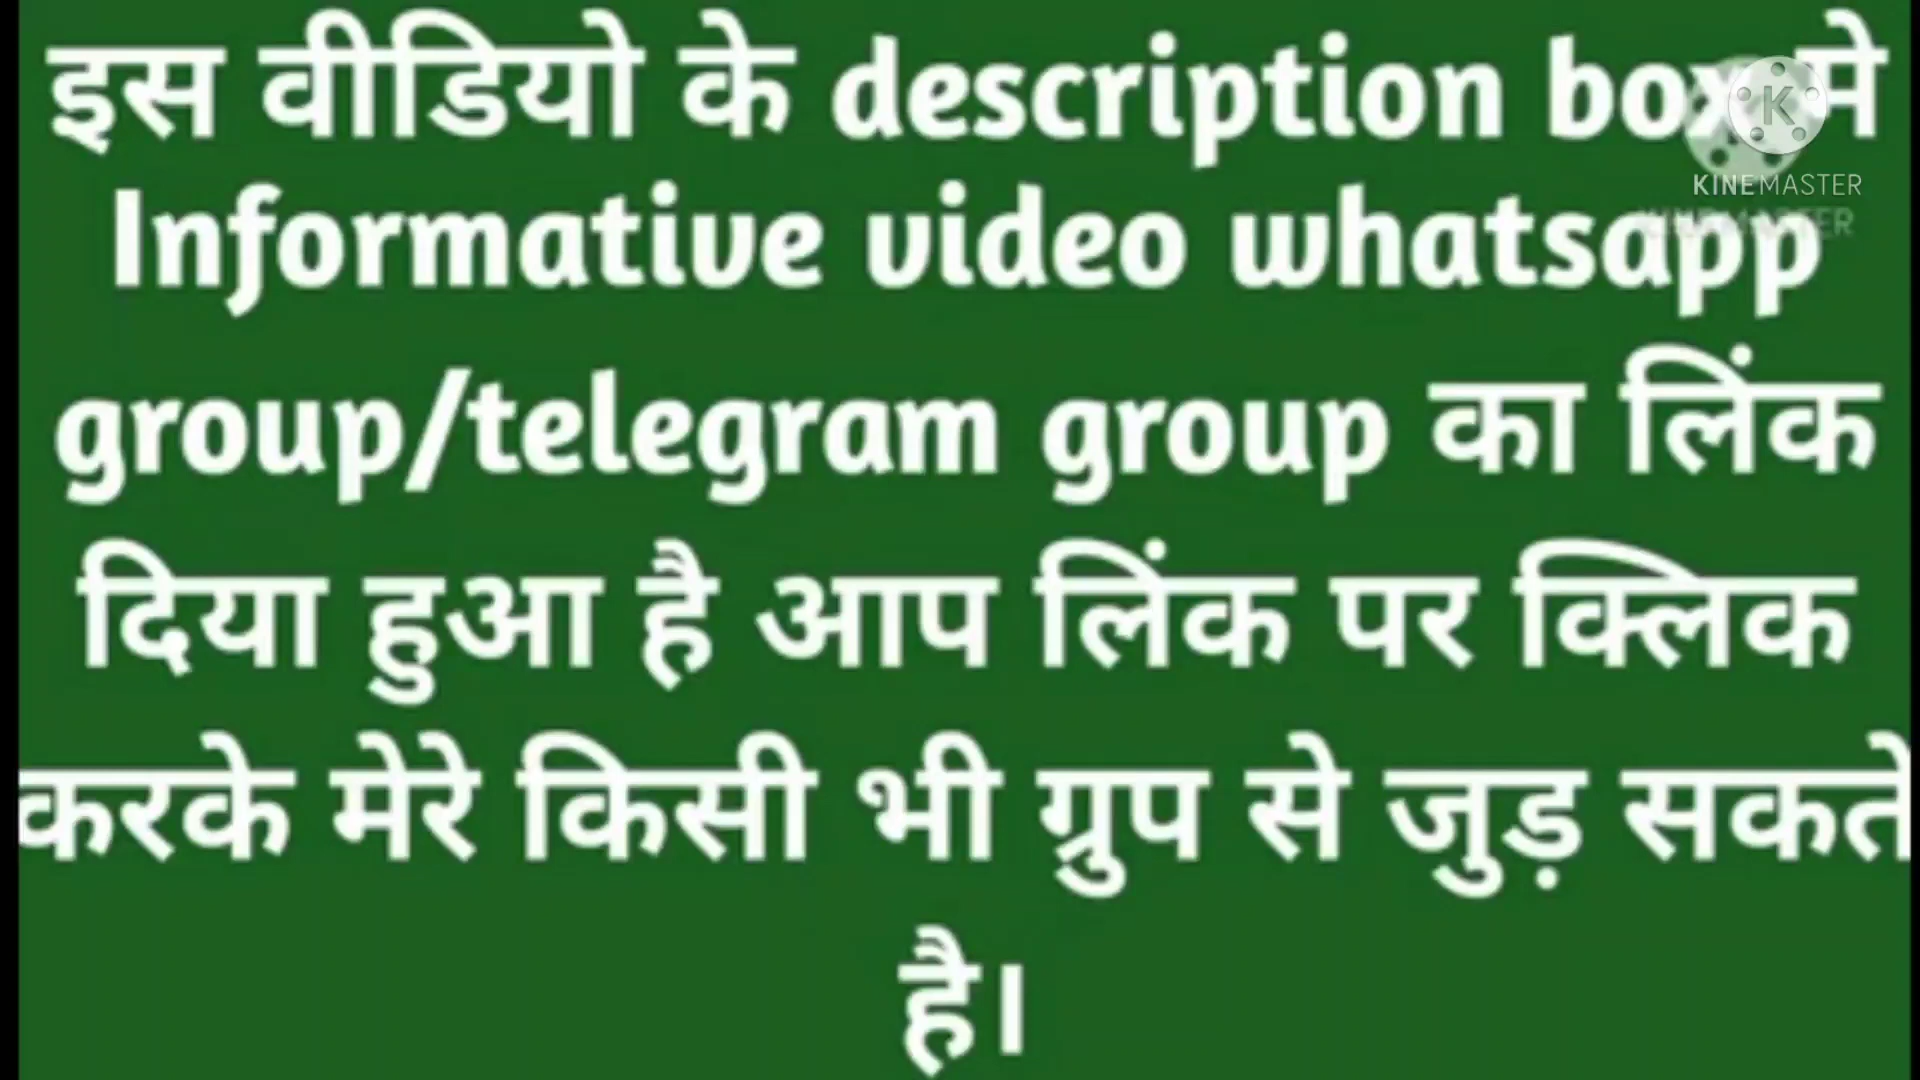 इस वीडियो के description box मे
KINEMASTER
Informative video whatsapp
group/telegram group का लिंक
दिया हुआ है आप लिंक पर क्लिक
करके मेरे किसी भी ग्रुप से जुड़ सकते
है।